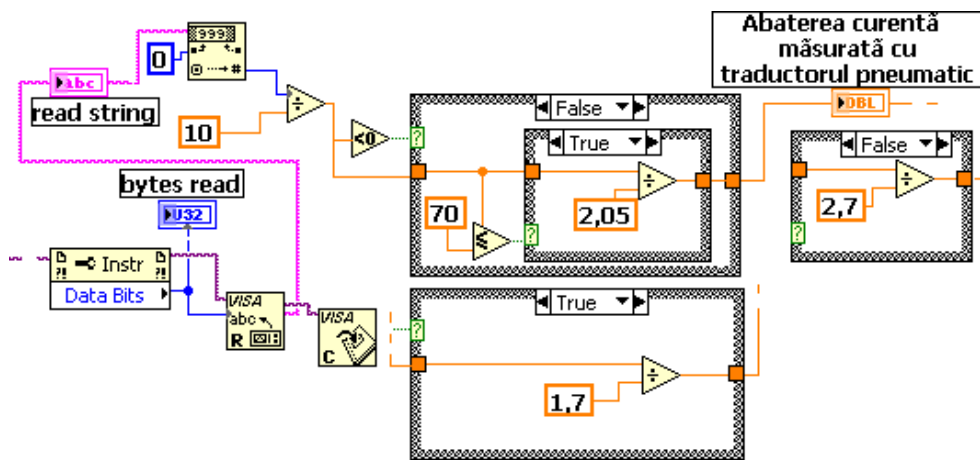 Abaterea curentă
măsurată cu
traductorul pneumatic
999
0
abc
read string
10
<0
False
DBL
True
False
bytes read
U32
70
≤
2,05
2,7
?!
Instr
?!
Data Bits
VISA
abc
R
VISA
C
True
1,7